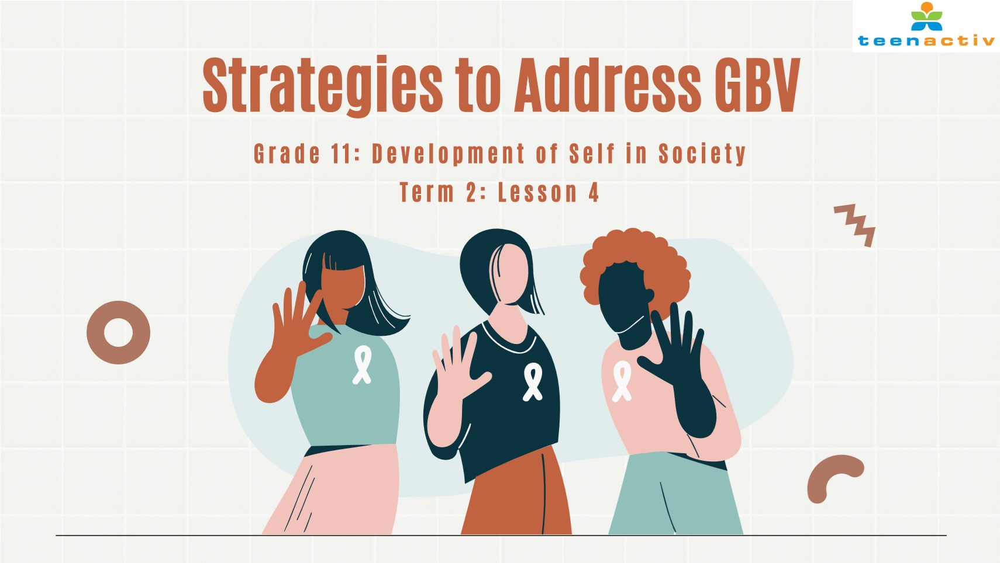 teenactiv
Strategies to Address GBV
Grade 11: Development of Self in Society
Term 2: Lesson 4